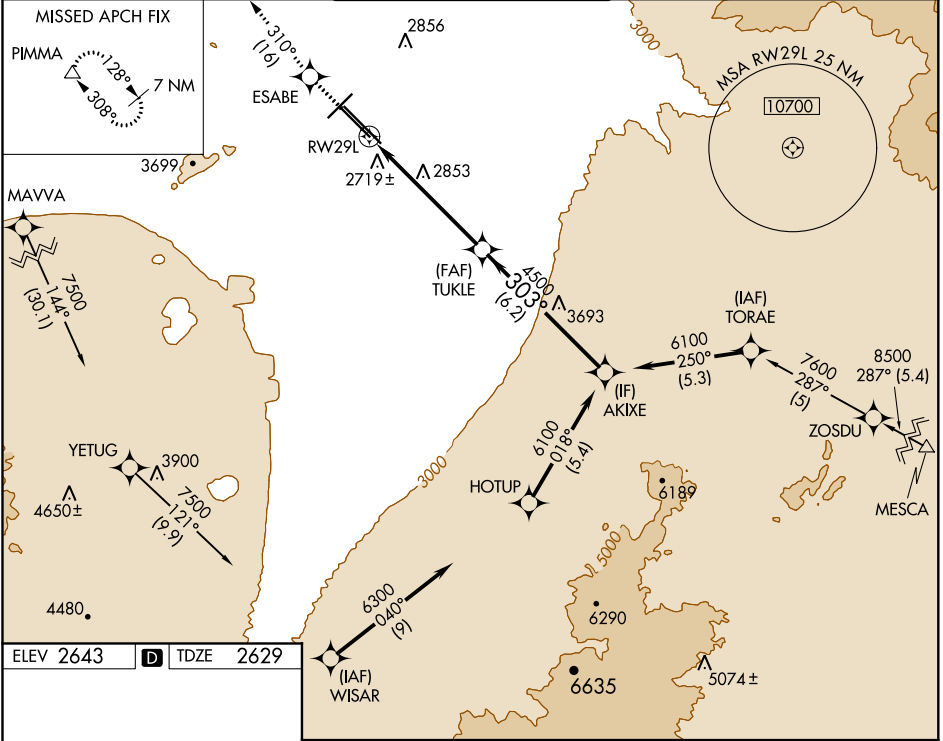 MISSED APCH FIX
PIMMA
128°
308°
7 NM
310°
(16)
ESABE
2856
3000
MSA RW29L 25 NM
10700
RW29L
3699
2719±
2853
MAVVA
7500
144°
(30.1)
(FAF)
TUKLE
4500
303°
(6.2)
3693
(IAF)
TORAE
6100
250°
(5.3)
7600
287°
(5)
8500
287° (5.4)
(IF)
AKIXE
ZOSDU
MESCA
YETUG
3900
7500
121°
(9.9)
4650±
6100
018°
(5.4)
HOTUP
3000
6189
5000
4480
6300
040°
(9)
6290
ELEV 2643
D
TDZE 2629
(IAF)
WISAR
6635
5074±